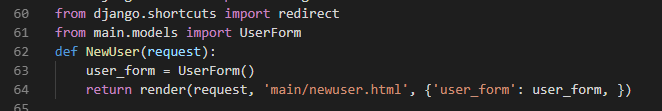 60 from django.shortcuts import redirect
61 from main.models import UserForm
62 def NewUser(request):
63 user_form = UserForm()
64 return render(request, 'main/newuser.html', {'user_form': user_form, })
65